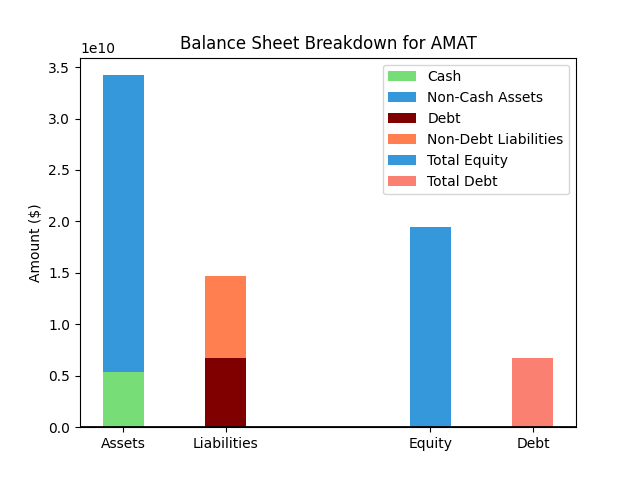 Balance Sheet Breakdown for AMAT
1e10
3.5
3.0
2.5
2.0
1.5
1.0
0.5
0.0
Amount ($)
Cash
Non-Cash Assets
Debt
Non-Debt Liabilities
Total Equity
Total Debt
Assets
Liabilities
Equity
Debt